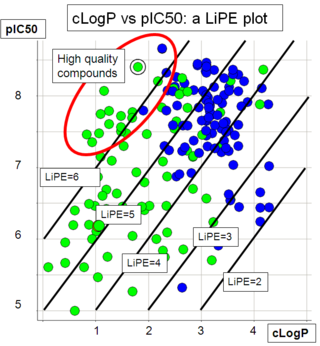 cLogP vs pIC50: a LiPE plot
pIC50
High quality
compounds
8
7
LiPE=6
LiPE=5
6
LiPE=3
LiPE=4
LiPE=2
5
1
2
3
4
cLogP